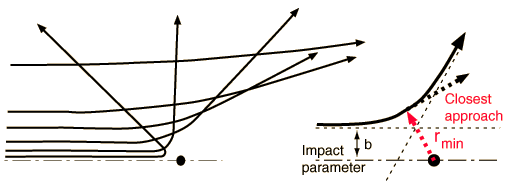 Closest
approach
r min
b
Impact
parameter